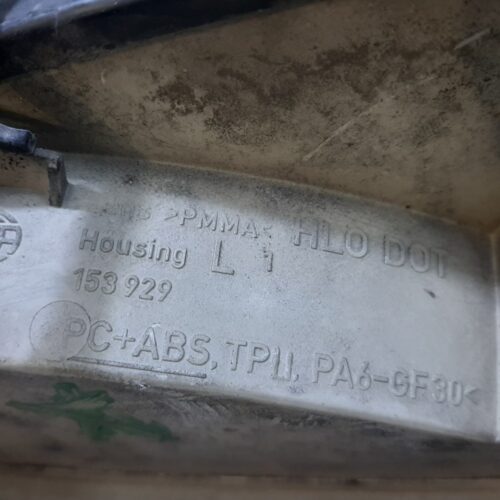 >PMMA< HLO DOT
Housing L 1
153 929
PC+ABS, TPU, PA6-GF30<